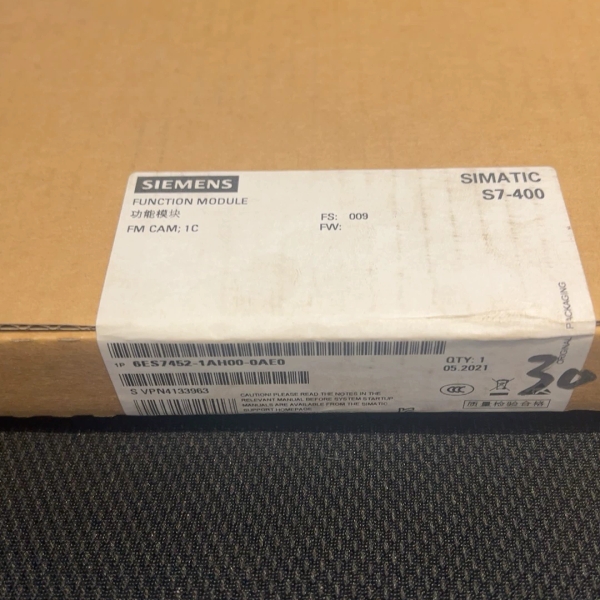 SIEMENS
SIMATIC
S7-400
FUNCTION MODULE
功能模块
FS: 009
FM CAM; 1C
FW:
ORIGINAL PACKAGING
1P 6ES7452-1AH00-0AE0
QTY: 1
05.2021
S VPN4133963
CAUTION! PLEASE READ THE NOTES IN THE
RELEVANT MANUAL BEFORE SYSTEM STARTUP
MANUALS ARE AVAILABLE FROM THE SIMATIC
SUPPORT HOMEPAGE
CCC
质量检验合格
30